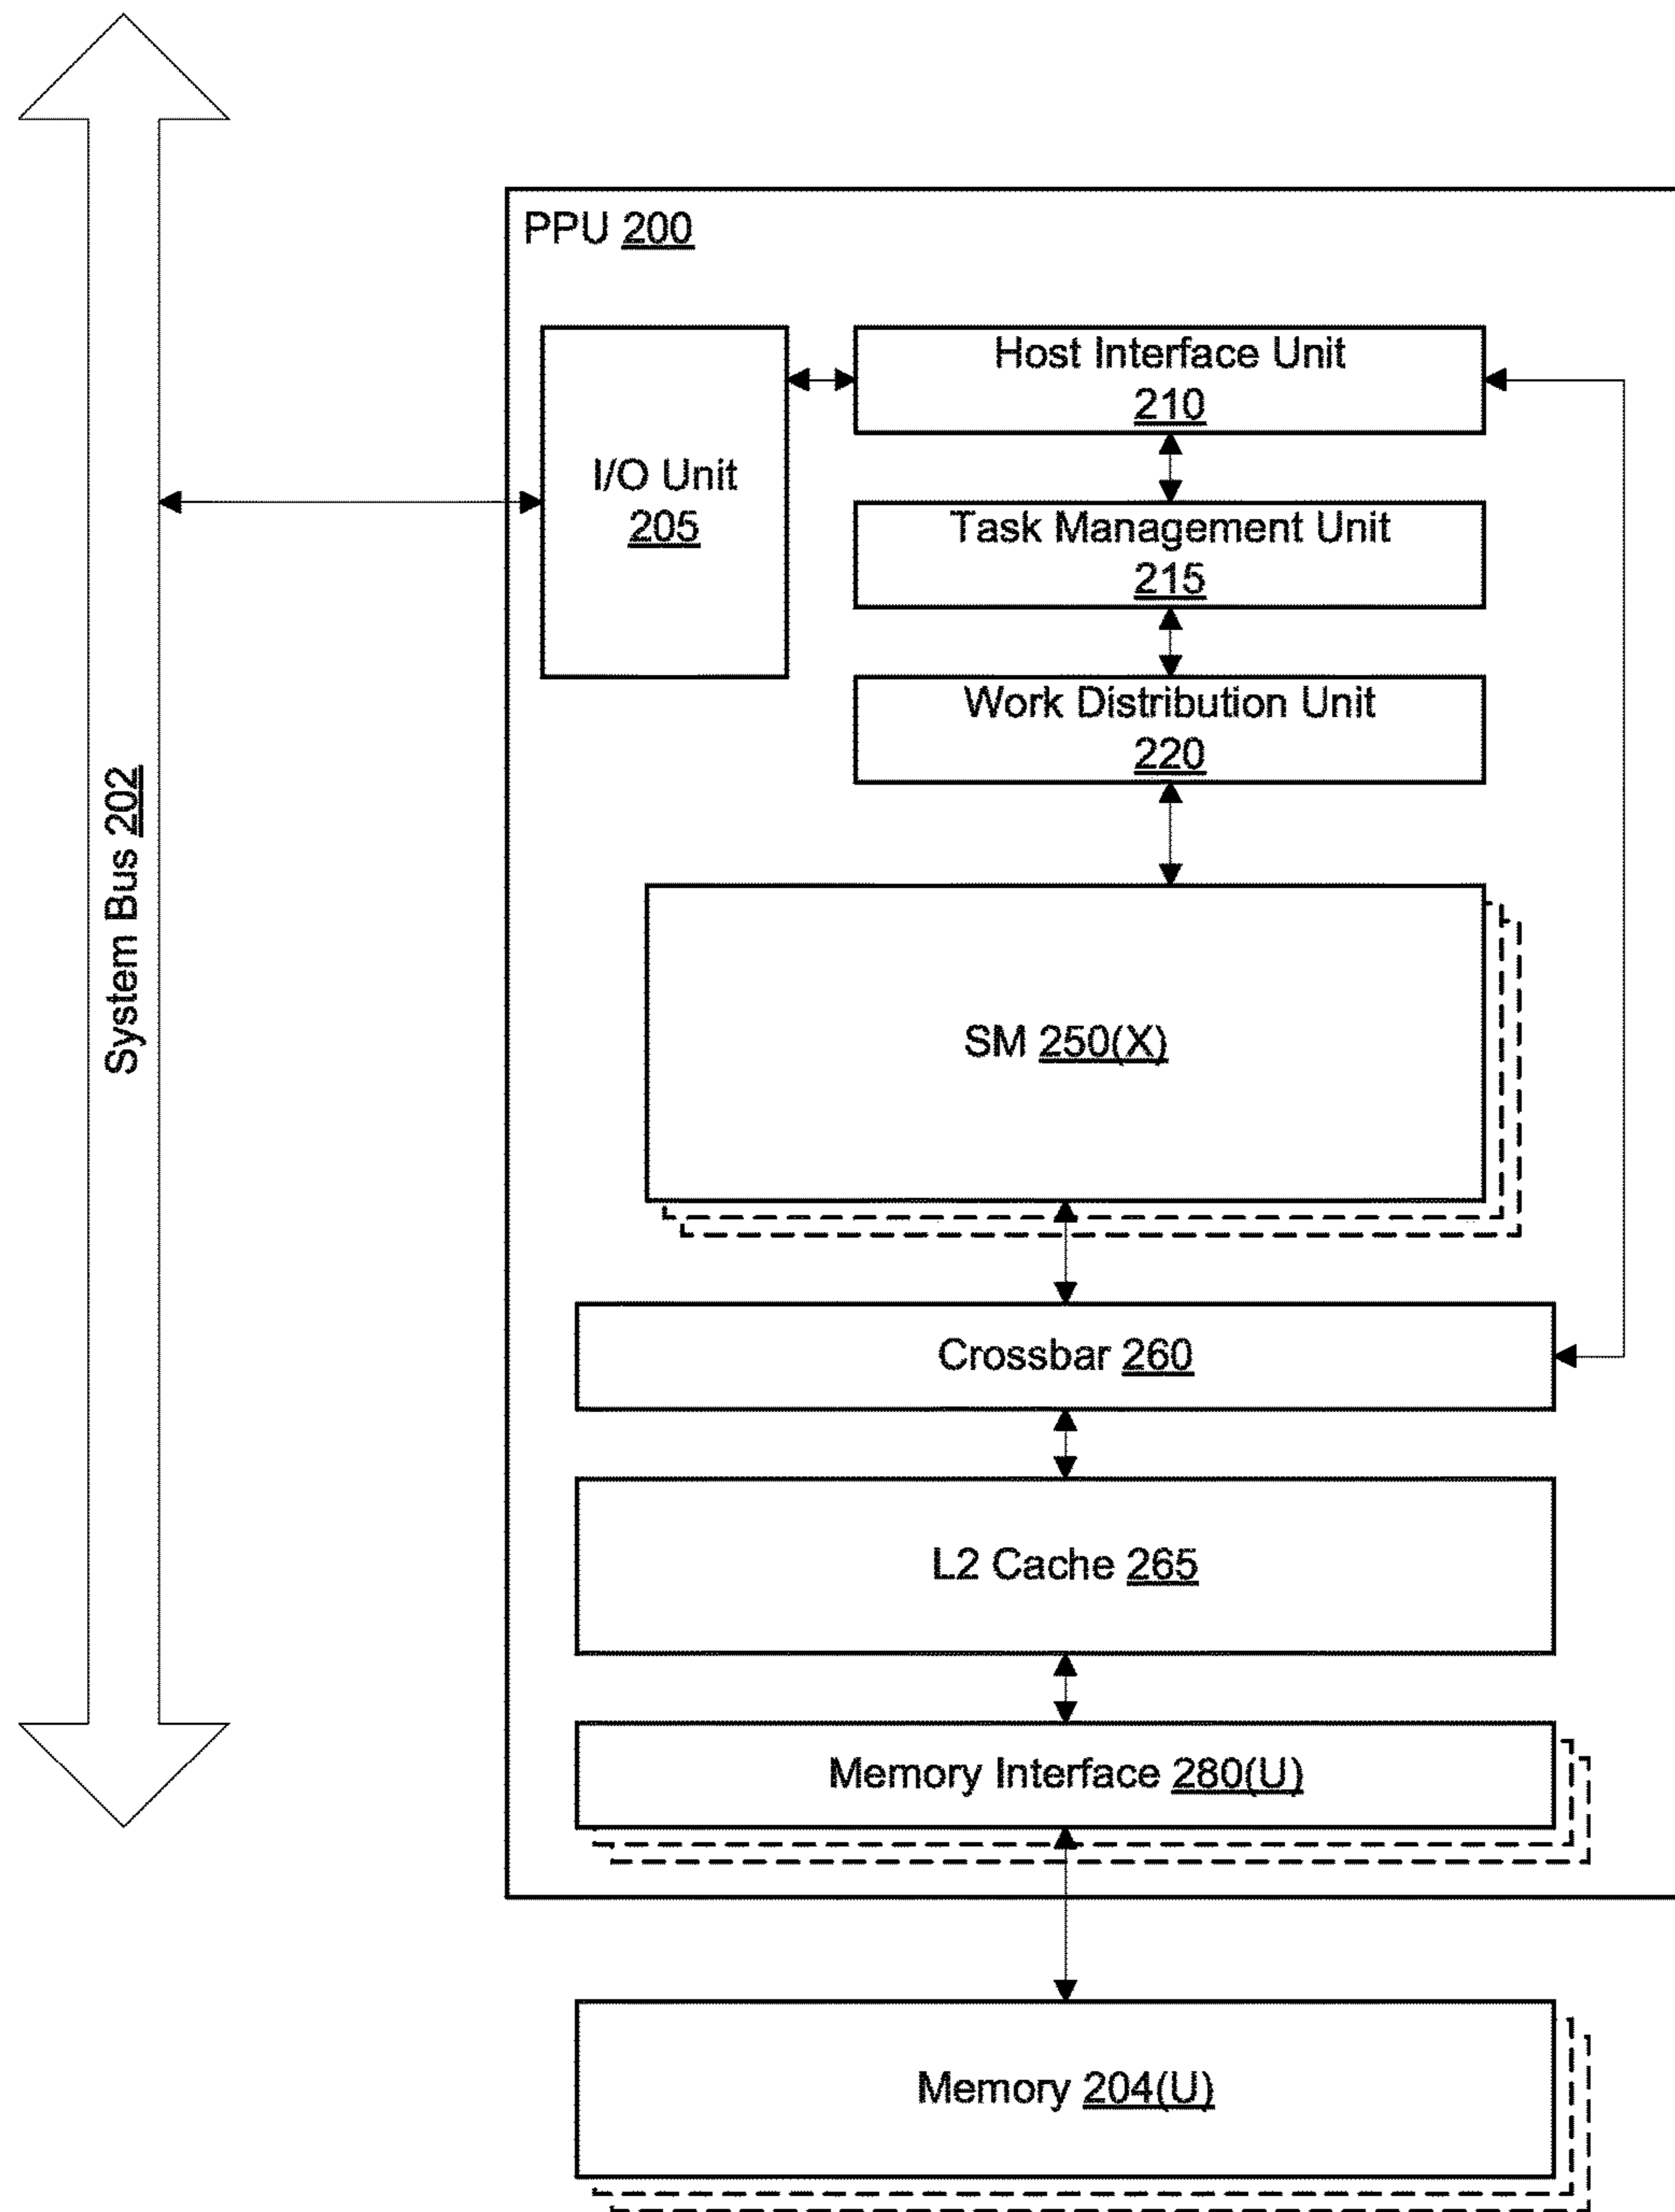 PPU 200
Host Interface Unit
210
I/O Unit
205
Task Management Unit
215
Work Distribution Unit
220
System Bus 202
SM 250(X)
Crossbar 260
L2 Cache 265
Memory Interface 280(U)
Memory 204(U)